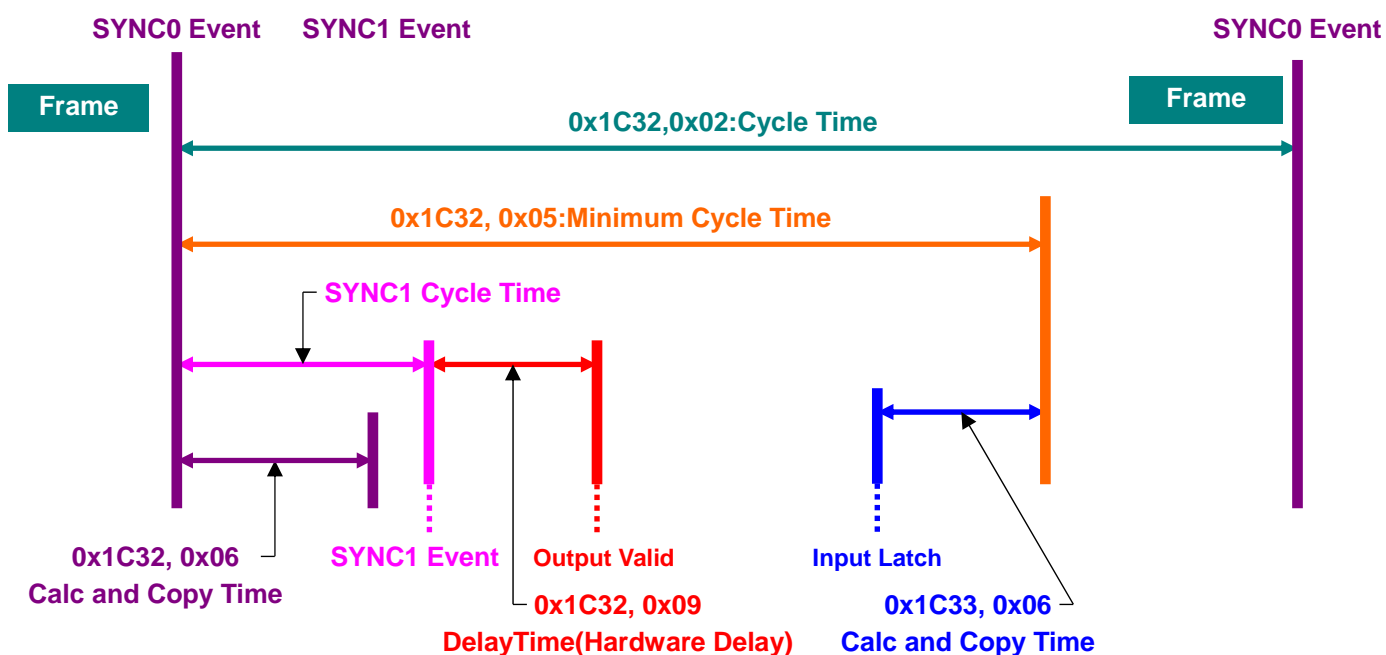 SYNC0 Event SYNC1 Event SYNC0 Event
Frame
Frame
0x1C32,0x02:Cycle Time
0x1C32, 0x05:Minimum Cycle Time
SYNC1 Cycle Time
0x1C32, 0x06
Calc and Copy Time
SYNC1 Event
Output Valid
Input Latch
0x1C32, 0x09
DelayTime(Hardware Delay)
0x1C33, 0x06
Calc and Copy Time